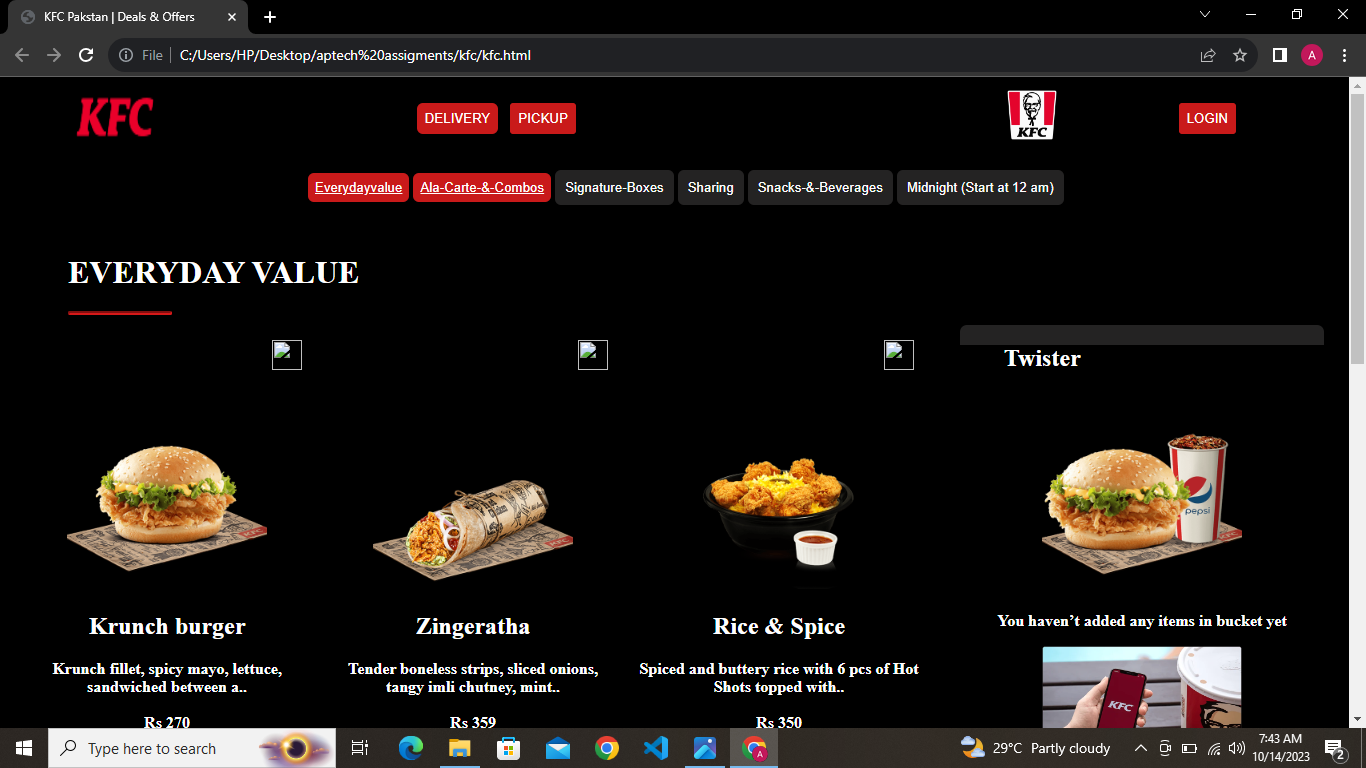 KFC Pakstan | Deals & Offers
File
C:/Users/HP/Desktop/aptech%20assigments/kfc/kfc.html
A
KFC
DELIVERY
PICKUP
KFC
LOGIN
Everydayvalue
Ala-Carte-&-Combos
Signature-Boxes
Sharing
Snacks-&-Beverages
Midnight (Start at 12 am)
EVERYDAY VALUE
Twister
pepsi
Krunch burger
Zingeratha
Rice & Spice
You haven’t added any items in bucket yet
Krunch fillet, spicy mayo, lettuce,
sandwiched between a..
Tender boneless strips, sliced onions,
tangy imli chutney, mint..
Spiced and buttery rice with 6 pcs of Hot
Shots topped with..
KFC
Rs 270
Rs 359
Rs 350
Type here to search
A
29°C Partly cloudy
7:43 AM
10/14/2023
2